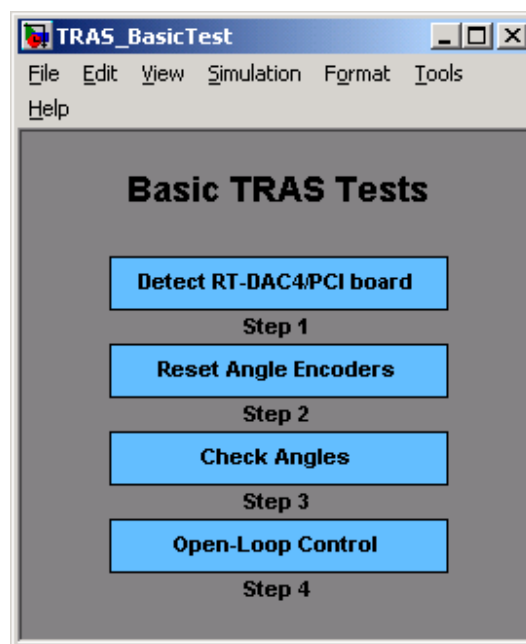 TRAS_BasicTest
File Edit View Simulation Format Tools
Help
Basic TRAS Tests
Detect RT-DAC4/PCI board
Step 1
Reset Angle Encoders
Step 2
Check Angles
Step 3
Open-Loop Control
Step 4